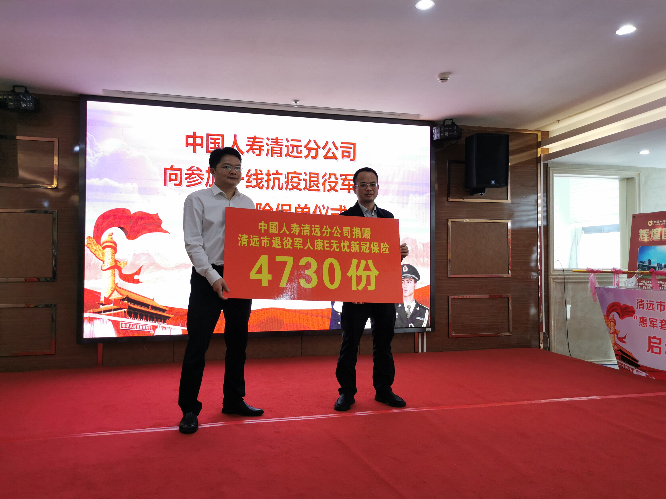 中国人寿清远分公司
向参加一线抗疫退役军
险保单仪式
中国人寿清远分公司捐赠
清远市退役军人康E无忧新冠保险
4730份
辉煌
清远市
惠军
启